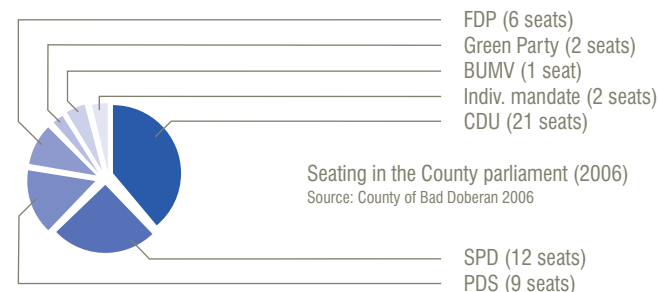 FDP (6 seats)
Green Party (2 seats)
BUMV (1 seat)
Indiv. mandate (2 seats)
CDU (21 seats)
Seating in the County parliament (2006)
Source: County of Bad Doberan 2006
SPD (12 seats)
PDS (9 seats)